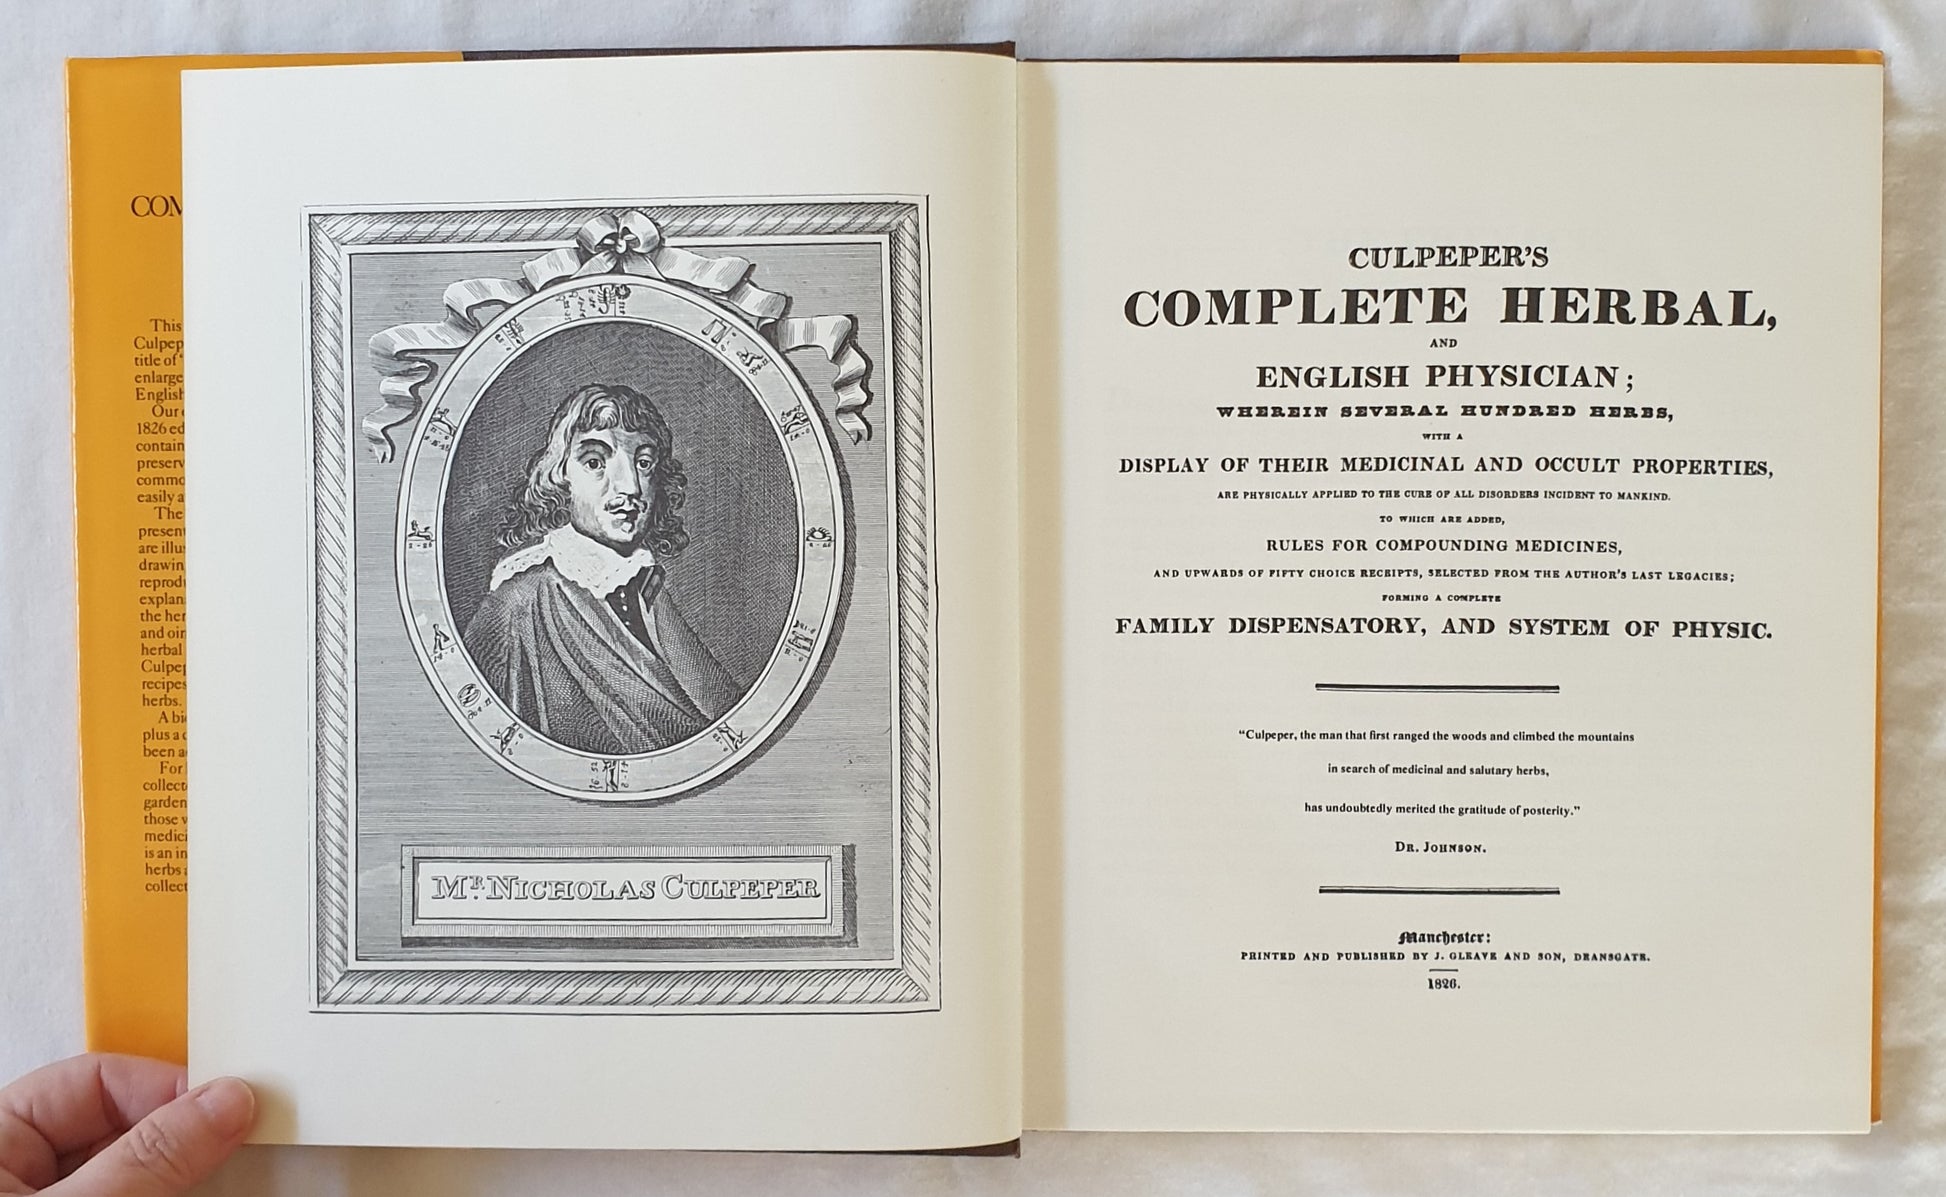 COM
This
Culpep
title of
enlarge
English
Our
1826 ed
contain
preserv
commo
easily a
The
present
are illu
drawin
reprod
explan
the her
and oin
herbal
Culpep
recipes
herbs.
A bi
plus a
been a
For
collect
garden
those
medici
is an in
herbs
collect
MR. NICHOLAS CULPEPER
CULPEPER'S
COMPLETE HERBAL,
AND
ENGLISH PHYSICIAN;
WHEREIN SEVERAL HUNDRED HERBS,
WITH A
DISPLAY OF THEIR MEDICINAL AND OCCULT PROPERTIES,
ARE PHYSICALLY APPLIED TO THE CURE OF ALL DISORDERS INCIDENT TO MANKIND.
TO WHICH ARE ADDED,
RULES FOR COMPOUNDING MEDICINES,
AND UPWARDS OF FIFTY CHOICE RECEIPTS, SELECTED FROM THE AUTHOR'S LAST LEGACIES;
FORMING A COMPLETE
FAMILY DISPENSATORY, AND SYSTEM OF PHYSIC.
"Culpeper, the man that first ranged the woods and climbed the mountains
in search of medicinal and salutary herbs,
has undoubtedly merited the gratitude of posterity."
DR. JOHNSON.
Manchester:
PRINTED AND PUBLISHED BY J. GLEAVE AND SON, DEANSGATE.
1826.